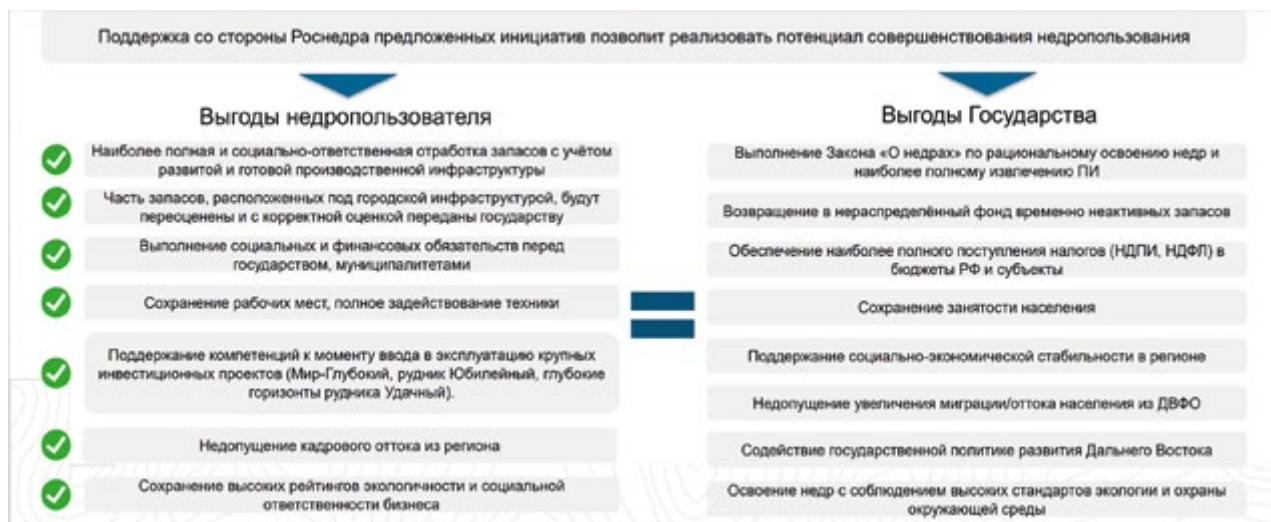 Поддержка со стороны Роснедра предложенных инициатив позволит реализовать потенциал совершенствования недропользования
Выгоды недропользователя
Наиболее полная и социально-ответственная отработка запасов с учётом
развитой и готовой производственной инфраструктуры
Часть запасов, расположенных под городской инфраструктурой, будут
переоценены и с корректной оценкой переданы государству
Выполнение социальных и финансовых обязательств перед
государством, муниципалитетами
Сохранение рабочих мест, полное задействование техники
Поддержание компетенций к моменту ввода в эксплуатацию крупных
инвестиционных проектов (Мир-Глубокий, рудник Юбилейный, глубокие
горизонты рудника Удачный).
Недопущение кадрового оттока из региона
Сохранение высоких рейтингов экологичности и социальной
ответственности бизнеса
Выгоды Государства
Выполнение Закона «О недрах» по рациональному освоению недр и
наиболее полному извлечению ПИ
Возвращение в нераспределённый фонд временно неактивных запасов
Обеспечение наиболее полного поступления налогов (НДПИ, НДФЛ) в
бюджеты РФ и субъекты
Сохранение занятости населения
Поддержание социально-экономической стабильности в регионе
Недопущение увеличения миграции/оттока населения из ДВФО
Содействие государственной политике развития Дальнего Востока
Освоение недр с соблюдением высоких стандартов экологии и охраны
окружающей среды